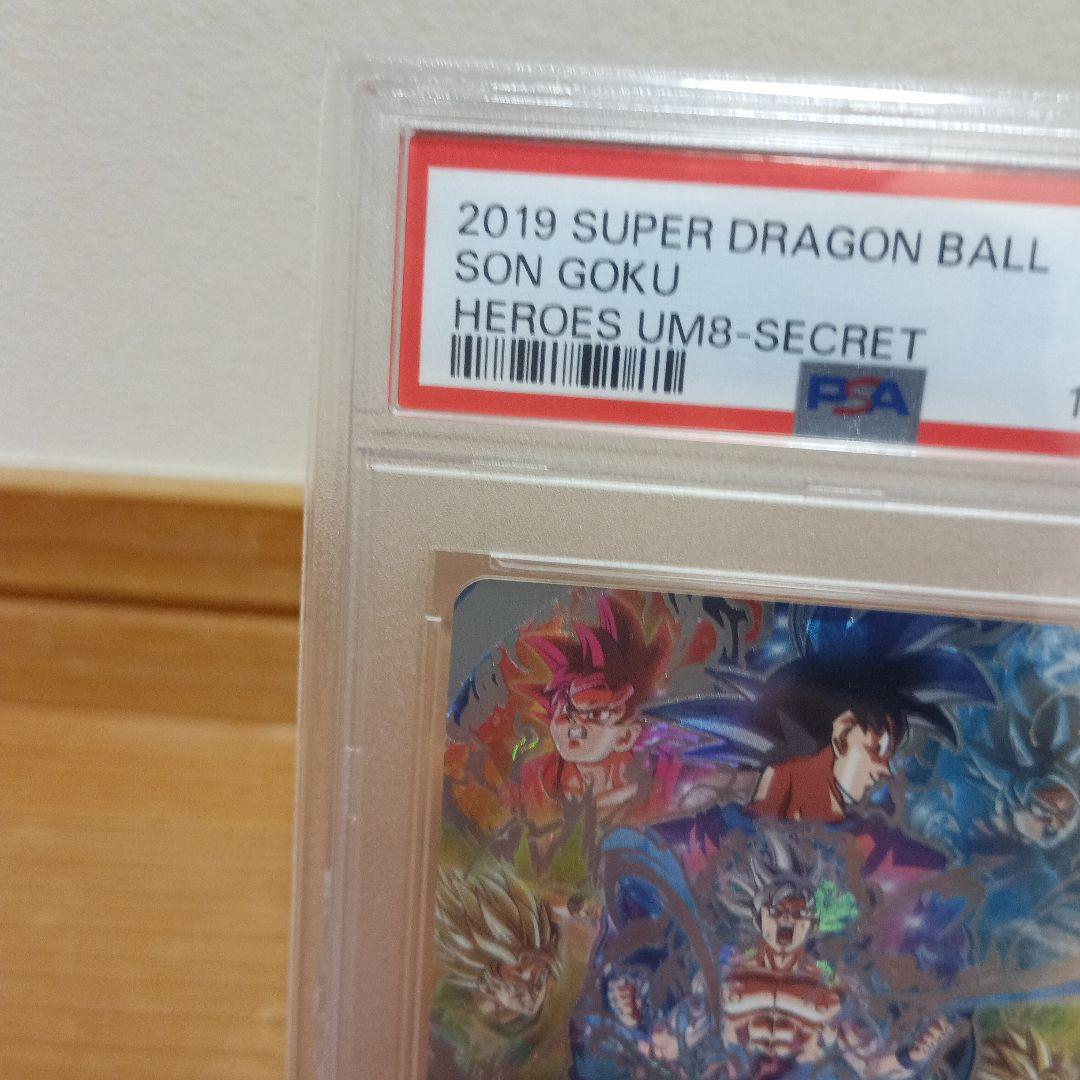 2019 SUPER DRAGON BALL
SON GOKU
HEROES UM8-SECRET
PSA